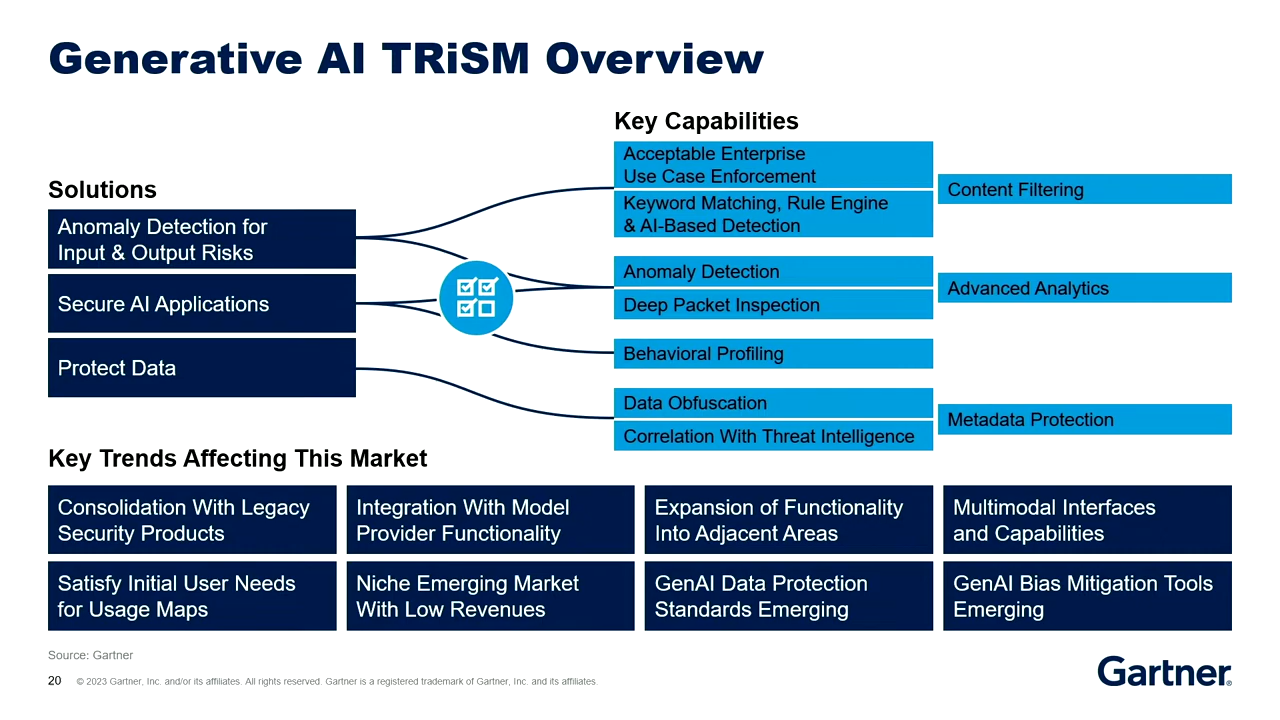 Generative AI TRiSM Overview
Solutions
Anomaly Detection for
Input & Output Risks
Secure AI Applications
Protect Data
Key Capabilities
Acceptable Enterprise
Use Case Enforcement
Keyword Matching, Rule Engine
& AI-Based Detection
Content Filtering
Anomaly Detection
Deep Packet Inspection
Advanced Analytics
Behavioral Profiling
Data Obfuscation
Correlation With Threat Intelligence
Metadata Protection
Key Trends Affecting This Market
Consolidation With Legacy
Security Products
Integration With Model
Provider Functionality
Expansion of Functionality
Into Adjacent Areas
Multimodal Interfaces
and Capabilities
Satisfy Initial User Needs
for Usage Maps
Niche Emerging Market
With Low Revenues
GenAI Data Protection
Standards Emerging
GenAI Bias Mitigation Tools
Emerging
Source: Gartner
20 © 2023 Gartner, Inc. and/or its affiliates. All rights reserved. Gartner is a registered trademark of Gartner, Inc. and its affiliates.
Gartner®